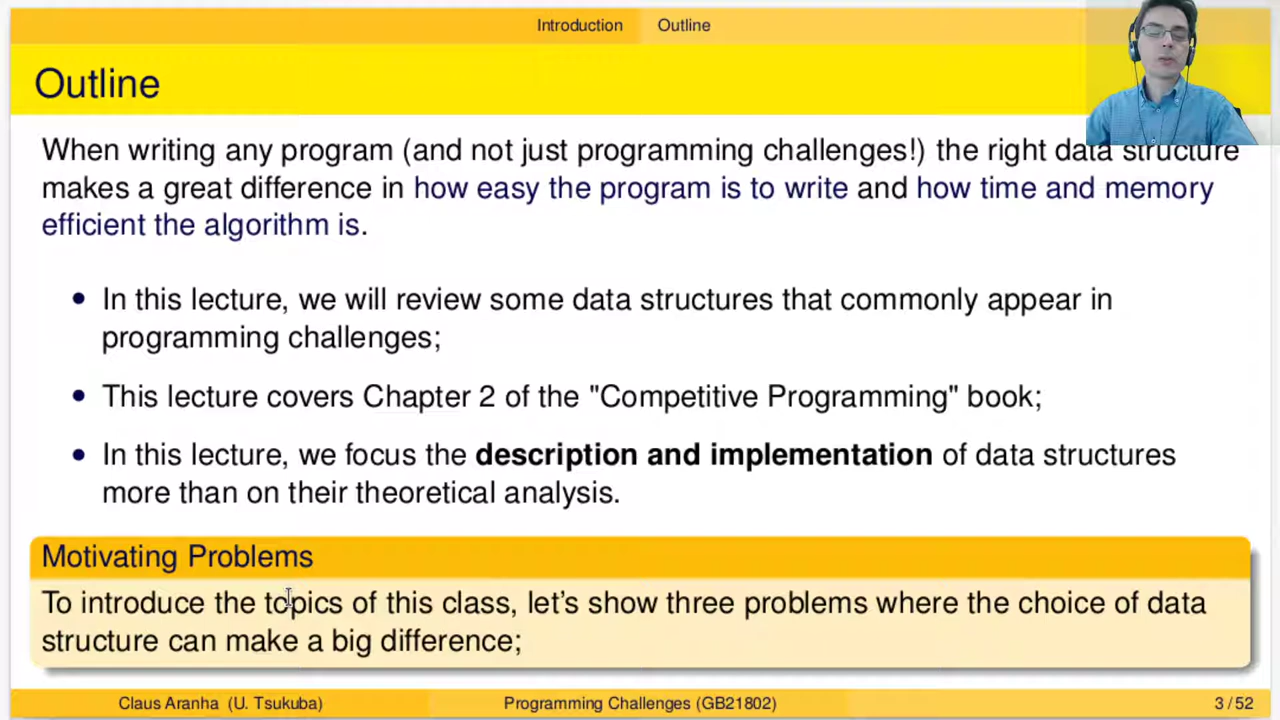 Introduction Outline
Outline
When writing any program (and not just programming challenges!) the right data structure
makes a great difference in how easy the program is to write and how time and memory
efficient the algorithm is.
• In this lecture, we will review some data structures that commonly appear in
programming challenges;
• This lecture covers Chapter 2 of the "Competitive Programming" book;
• In this lecture, we focus the description and implementation of data structures
more than on their theoretical analysis.
Motivating Problems
To introduce the topics of this class, let's show three problems where the choice of data
structure can make a big difference;
Claus Aranha (U. Tsukuba) Programming Challenges (GB21802) 3 / 52